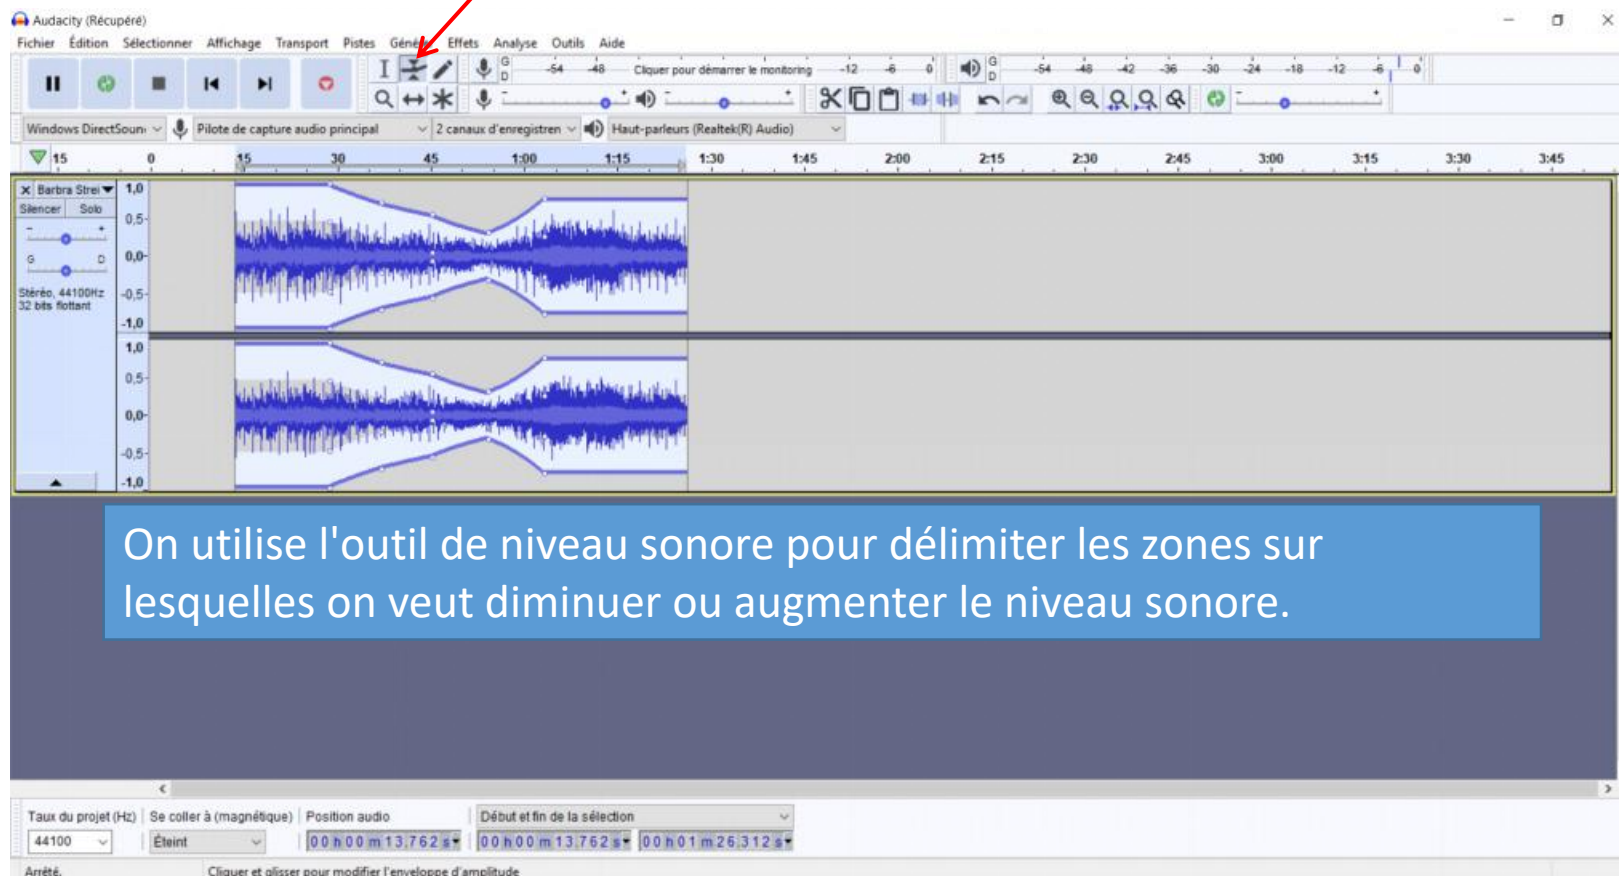 Audacity (Récupéré)
Fichier Édition Sélectionner Affichage Transport Pistes Génér Effets Analyse Outils Aide
G D -54 -48 Cliquer pour démarrer le monitoring -12 -6 0 G D -54 -48 -42 -36 -30 -24 -18 -12 -6 0
- + - + - +
Windows DirectSoun Pilote de capture audio principal 2 canaux d'enregistren Haut-parleurs (Realtek(R) Audio)
15 0 15 30 45 1:00 1:15 1:30 1:45 2:00 2:15 2:30 2:45 3:00 3:15 3:30 3:45
X Barbra Strei 1,0
Silencer Solo 0,5-
- +
G D 0,0-
Stéréo, 44100Hz -0,5-
32 bits flottant
-1,0
1,0
0,5-
0,0-
-0,5-
-1,0
On utilise l'outil de niveau sonore pour délimiter les zones sur
lesquelles on veut diminuer ou augmenter le niveau sonore.
Taux du projet (Hz) Se coller à (magnétique) Position audio Début et fin de la sélection
44100 Éteint 00 h 00 m 13,762 s 00 h 00 m 13,762 s 00 h 01 m 26,312 s
Arrêté. Cliquer et glisser pour modifier l'enveloppe d'amplitude